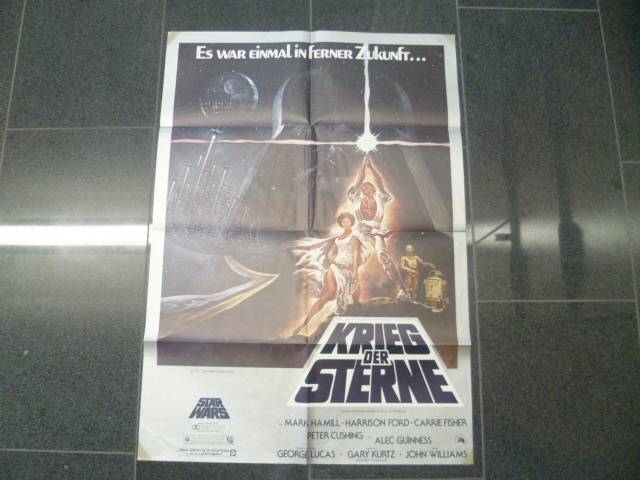 ES WAR EINMAL IN FERNER ZUKUNFT...
KRIEG
DER
STERNE
STAR
WARS
MARK HAMILL · HARRISON FORD · CARRIE FISHER
PETER CUSHING
ALEC GUINNESS
GEORGE LUCAS GARY KURTZ JOHN WILLIAMS